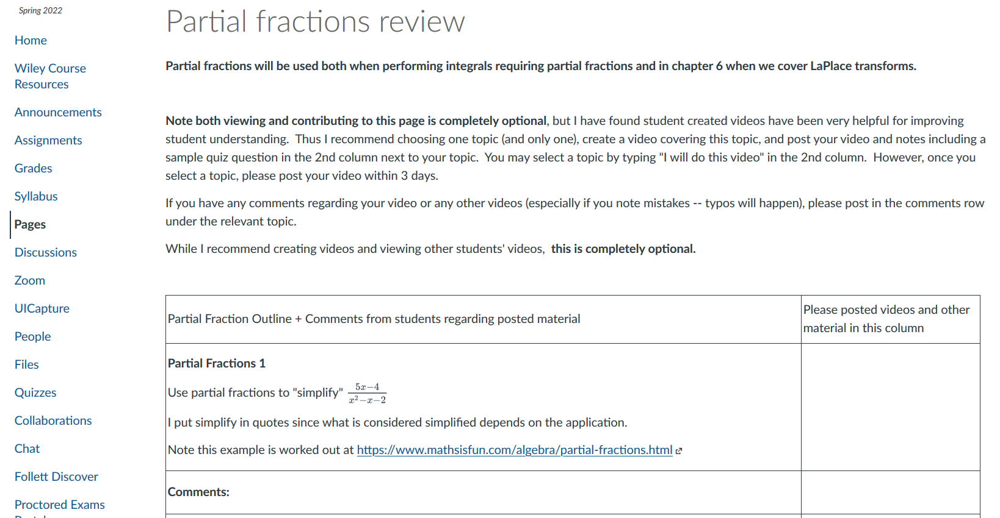 Spring 2022
Home
Wiley Course
Resources
Announcements
Assignments
Grades
Syllabus
Pages
Discussions
Zoom
UICapture
People
Files
Quizzes
Collaborations
Chat
Follett Discover
Proctored Exams
Partial fractions review
Partial fractions will be used both when performing integrals requiring partial fractions and in chapter 6 when we cover LaPlace transforms.
Note both viewing and contributing to this page is completely optional, but I have found student created videos have been very helpful for improving
student understanding.  Thus I recommend choosing one topic (and only one), create a video covering this topic, and post your video and notes including a
sample quiz question in the 2nd column next to your topic.  You may select a topic by typing "I will do this video" in the 2nd column.  However, once you
select a topic, please post your video within 3 days.
If you have any comments regarding your video or any other videos (especially if you note mistakes -- typos will happen), please post in the comments row
under the relevant topic.
While I recommend creating videos and viewing other students' videos,  this is completely optional.
Partial Fraction Outline + Comments from students regarding posted material
Please posted videos and other
material in this column
Partial Fractions 1
Use partial fractions to "simplify" (5x−4)/(x²−x−2)
I put simplify in quotes since what is considered simplified depends on the application.
Note this example is worked out at https://www.mathsisfun.com/algebra/partial-fractions.html
Comments: